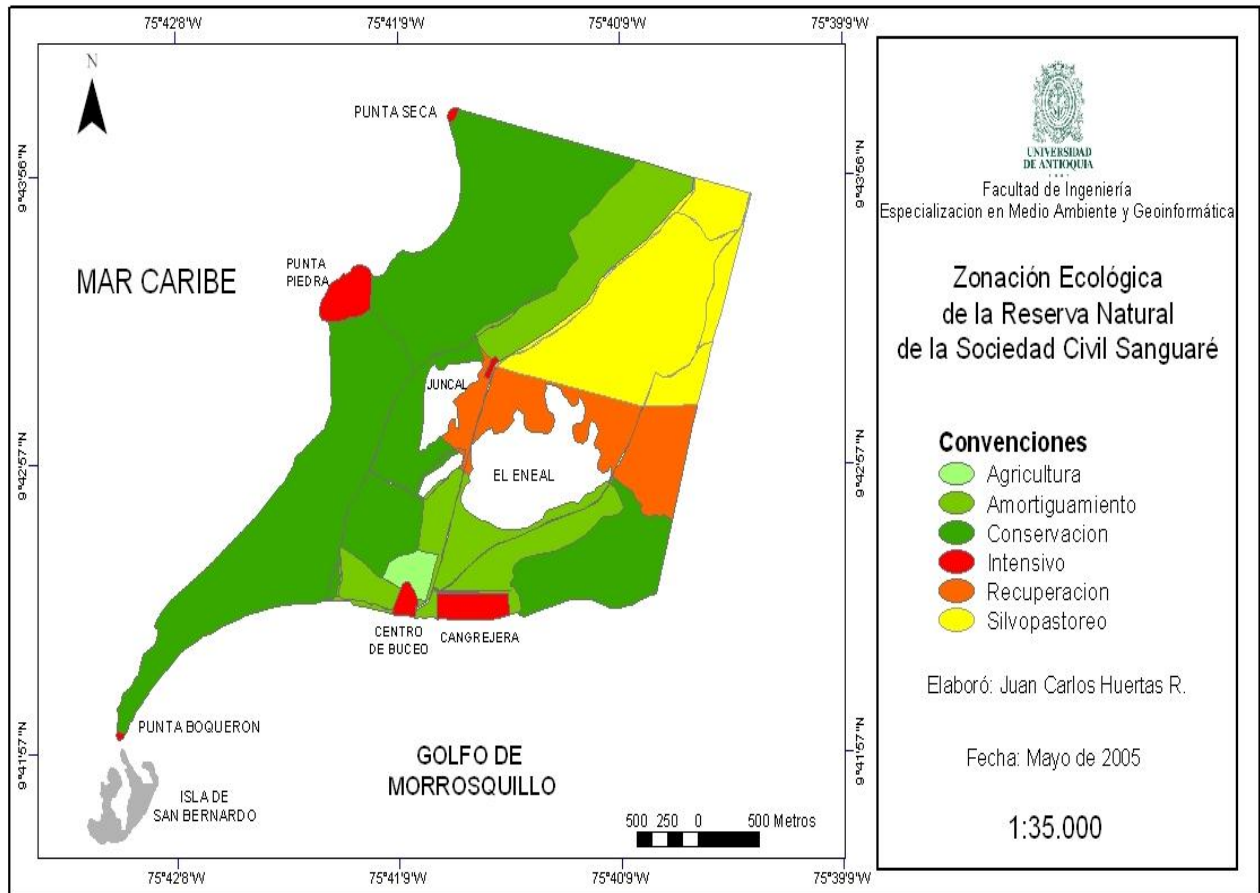 75°42'8"W
75°41'9"W
75°40'9"W
75°39'9"W
N
PUNTA SECA
9°43'56"N
9°43'56"N
MAR CARIBE
PUNTA
PIEDRA
JUNCAL
9°42'57"N
EL ENEAL
9°42'57"N
CENTRO
DE BUCEO
CANGREJERA
PUNTA BOQUERON
9°41'57"N
9°41'57"N
GOLFO DE
MORROSQUILLO
ISLA DE
SAN BERNARDO
500 250 0 500 Metros
75°42'8"W
75°41'9"W
75°40'9"W
75°39'9"W
UNIVERSIDAD
DE ANTIOQUIA
Facultad de Ingeniería
Especializacion en Medio Ambiente y Geoinformática
Zonación Ecológica
de la Reserva Natural
de la Sociedad Civil Sanguaré
Convenciones
Agricultura
Amortiguamiento
Conservacion
Intensivo
Recuperacion
Silvopastoreo
Elaboró: Juan Carlos Huertas R.
Fecha: Mayo de 2005
1:35.000